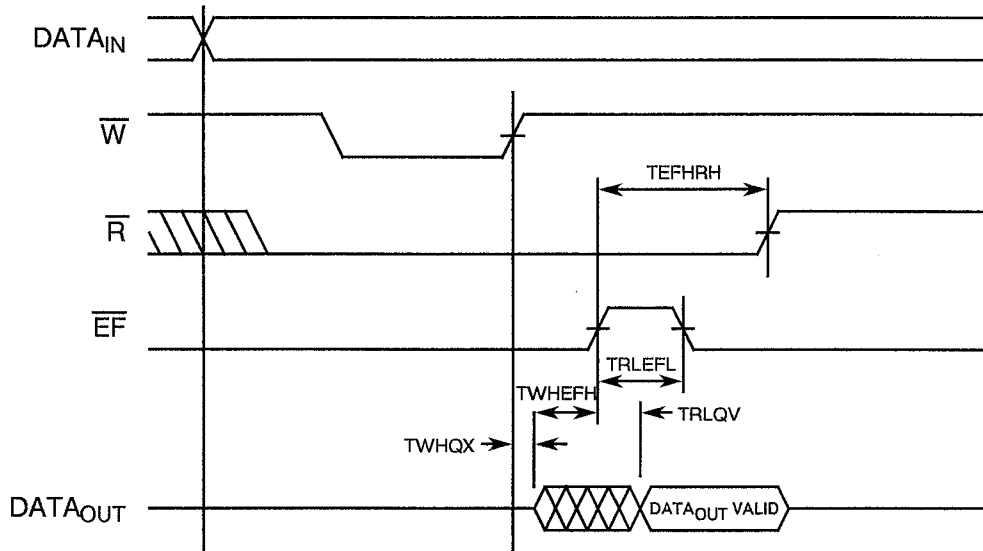 DATAIN
W
TEFHRH
R
EF
TRLEFL
TWHEFH
TRLQV
TWHQX
DATAOUT
DATAOUT VALID